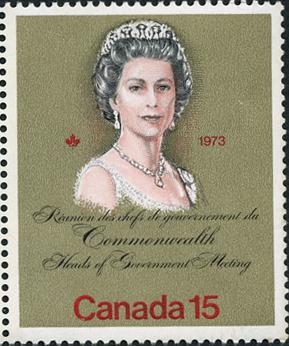 1973
Réunion des chefs de gouvernement du
Commonwealth
Heads of Government Meeting
Canada 15